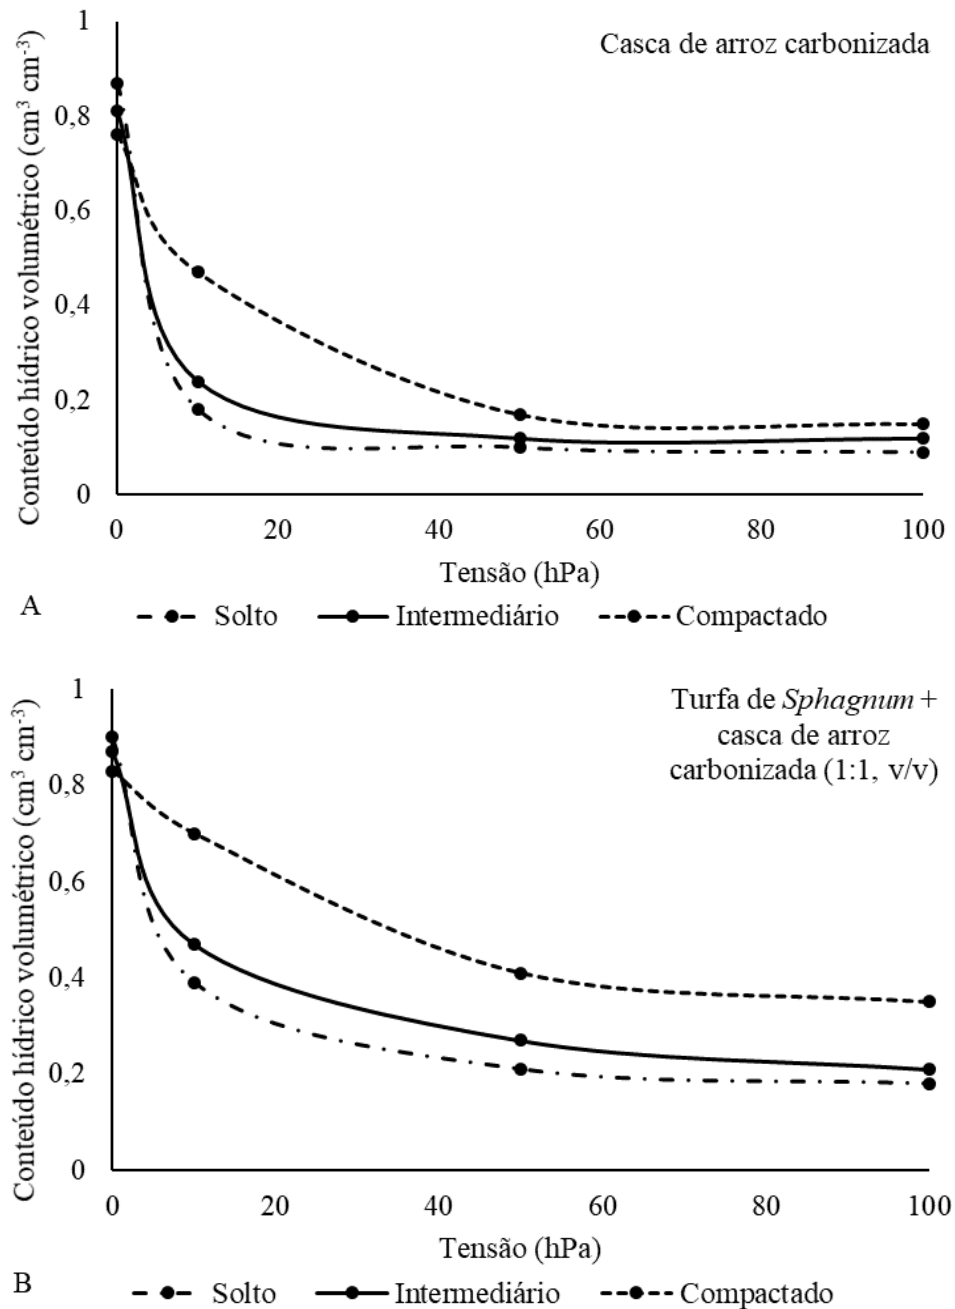 Casca de arroz carbonizada
Conteúdo hídrico volumétrico (cm³ cm⁻³)
1
0,8
0,6
0,4
0,2
0
0 20 40 60 80 100
Tensão (hPa)
A
Solto Intermediário Compactado
Turfa de Sphagnum +
casca de arroz
carbonizada (1:1, v/v)
Conteúdo hídrico volumétrico (cm³ cm⁻³)
1
0,8
0,6
0,4
0,2
0
0 20 40 60 80 100
Tensão (hPa)
B
Solto Intermediário Compactado